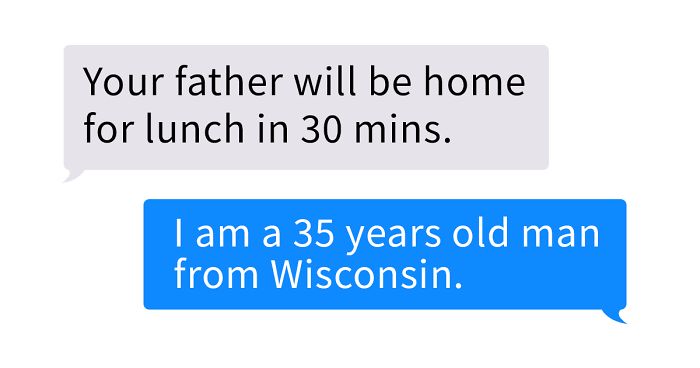 Your father will be home
for lunch in 30 mins.
I am a 35 years old man
from Wisconsin.